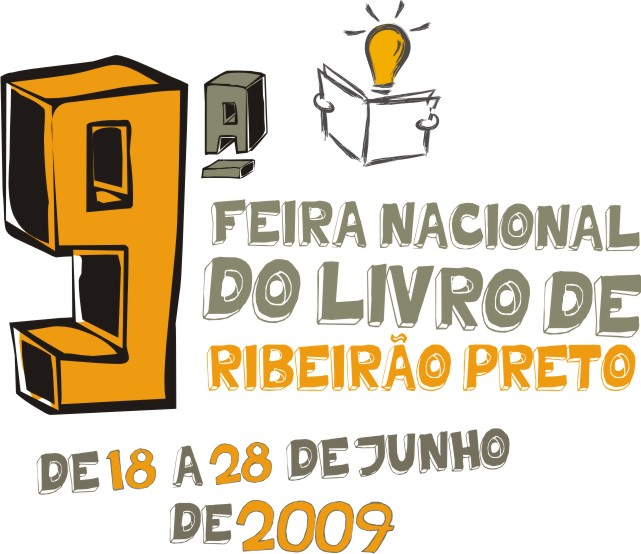 9ª
FEIRA NACIONAL
DO LIVRO DE
RIBEIRÃO PRETO
DE 18 A 28 DE JUNHO
DE 2009